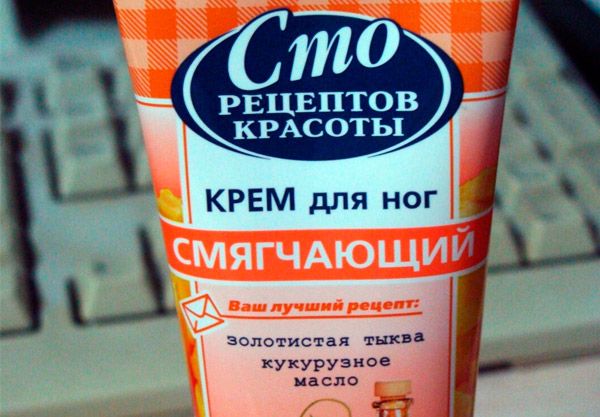 Сто
РЕЦЕПТОВ
КРАСОТЫ
КРЕМ для ног
СМЯГЧАЮЩИЙ
Ваш лучший рецепт:
золотистая тыква
кукурузное
масло